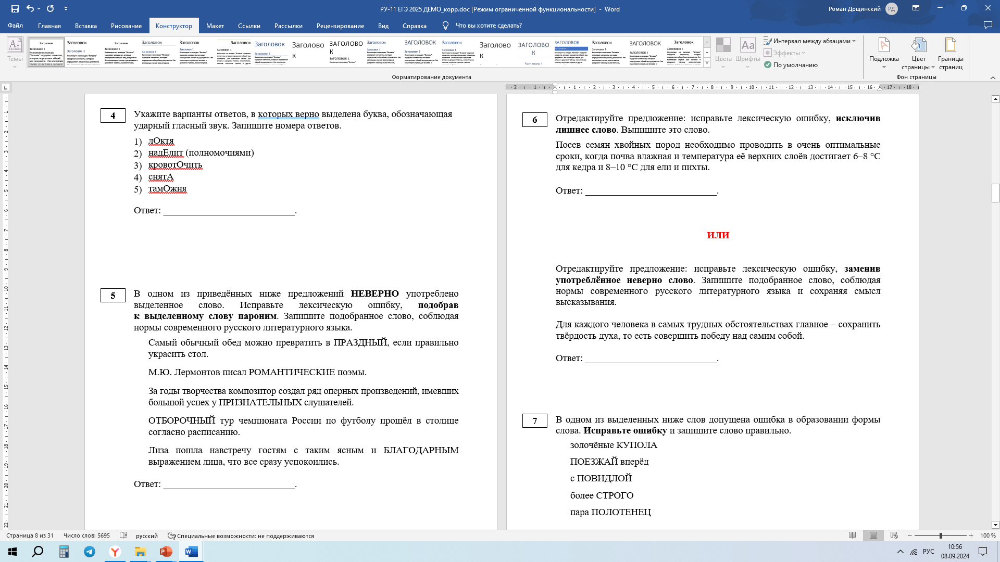 РУ-11 ЕГЭ 2025 ДЕМО_корр.doc [Режим ограниченной функциональности] - Word
Роман Дощинский
РД
Файл
Главная
Вставка
Рисование
Конструктор
Макет
Ссылки
Рассылки
Рецензирование
Вид
Справка
Что вы хотите сделать?
Темы
Цвета
Шрифты
Интервал между абзацами
Эффекты
По умолчанию
Подложка
Цвет страницы
Границы страниц
Форматирование документа
Фон страницы
4
Укажите варианты ответов, в которых верно выделена буква, обозначающая
ударный гласный звук. Запишите номера ответов.
1) лОктя
2) надЕлит (полномочиями)
3) кровотОчить
4) снятА
5) тамОжня
Ответ: ____________________________.
5
В одном из приведённых ниже предложений НЕВЕРНО употреблено
выделенное слово. Исправьте лексическую ошибку, подобрав
к выделенному слову пароним. Запишите подобранное слово, соблюдая
нормы современного русского литературного языка.
Самый обычный обед можно превратить в ПРАЗДНЫЙ, если правильно
украсить стол.
М.Ю. Лермонтов писал РОМАНТИЧЕСКИЕ поэмы.
За годы творчества композитор создал ряд оперных произведений, имевших
большой успех у ПРИЗНАТЕЛЬНЫХ слушателей.
ОТБОРОЧНЫЙ тур чемпионата России по футболу прошёл в столице
согласно расписанию.
Лиза пошла навстречу гостям с таким ясным и БЛАГОДАРНЫМ
выражением лица, что все сразу успокоились.
Ответ: ____________________________.
6
Отредактируйте предложение: исправьте лексическую ошибку, исключив
лишнее слово. Выпишите это слово.
Посев семян хвойных пород необходимо проводить в очень оптимальные
сроки, когда почва влажная и температура её верхних слоёв достигает 6–8 °С
для кедра и 8–10 °С для ели и пихты.
Ответ: ____________________________.
ИЛИ
Отредактируйте предложение: исправьте лексическую ошибку, заменив
употреблённое неверно слово. Запишите подобранное слово, соблюдая
нормы современного русского литературного языка и сохраняя смысл
высказывания.
Для каждого человека в самых трудных обстоятельствах главное – сохранить
твёрдость духа, то есть совершить победу над самим собой.
Ответ: ____________________________.
7
В одном из выделенных ниже слов допущена ошибка в образовании формы
слова. Исправьте ошибку и запишите слово правильно.
золочёные КУПОЛА
ПОЕЗЖАЙ вперёд
с ПОВИДЛОЙ
более СТРОГО
пара ПОЛОТЕНЕЦ
Страница 8 из 31
Число слов: 5695
русский
Специальные возможности: не поддерживаются
100 %
РУС
10:56
08.09.2024